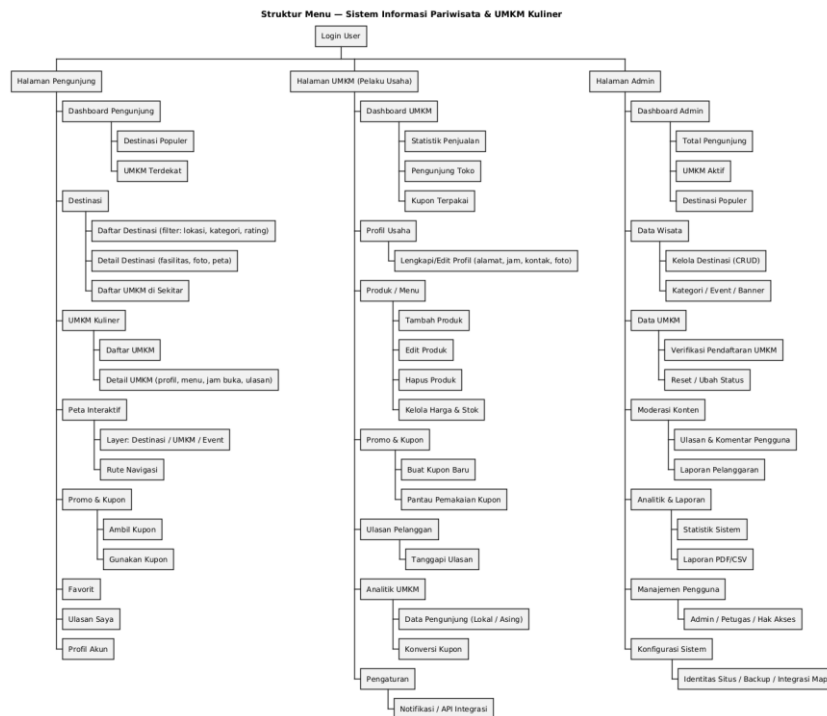 Struktur Menu — Sistem Informasi Pariwisata & UMKM Kuliner
Login User
Halaman Pengunjung
Dashboard Pengunjung
Destinasi Populer
UMKM Terdekat
Destinasi
Daftar Destinasi (filter: lokasi, kategori, rating)
Detail Destinasi (fasilitas, foto, peta)
Daftar UMKM di Sekitar
UMKM Kuliner
Daftar UMKM
Detail UMKM (profil, menu, jam buka, ulasan)
Peta Interaktif
Layer: Destinasi / UMKM / Event
Rute Navigasi
Promo & Kupon
Ambil Kupon
Gunakan Kupon
Favorit
Ulasan Saya
Profil Akun
Halaman UMKM (Pelaku Usaha)
Dashboard UMKM
Statistik Penjualan
Pengunjung Toko
Kupon Terpakai
Profil Usaha
Lengkapi/Edit Profil (alamat, jam, kontak, foto)
Produk / Menu
Tambah Produk
Edit Produk
Hapus Produk
Kelola Harga & Stok
Promo & Kupon
Buat Kupon Baru
Pantau Pemakaian Kupon
Ulasan Pelanggan
Tanggapi Ulasan
Analitik UMKM
Data Pengunjung (Lokal / Asing)
Konversi Kupon
Pengaturan
Notifikasi / API Integrasi
Halaman Admin
Dashboard Admin
Total Pengunjung
UMKM Aktif
Destinasi Populer
Data Wisata
Kelola Destinasi (CRUD)
Kategori / Event / Banner
Data UMKM
Verifikasi Pendaftaran UMKM
Reset / Ubah Status
Moderasi Konten
Ulasan & Komentar Pengguna
Laporan Pelanggaran
Analitik & Laporan
Statistik Sistem
Laporan PDF/CSV
Manajemen Pengguna
Admin / Petugas / Hak Akses
Konfigurasi Sistem
Identitas Situs / Backup / Integrasi Map